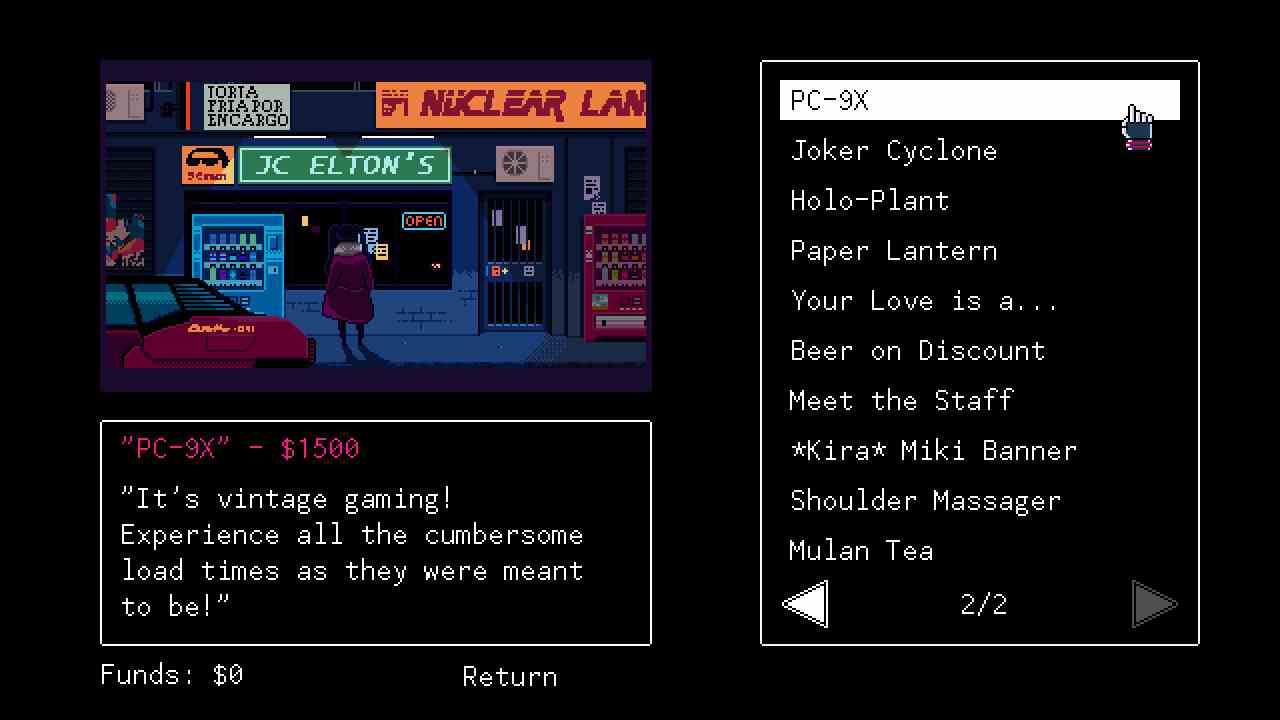 TORTA
FRIA POR
ENCARGO
NUCLEAR LAN
JC ELTON'S
OPEN
PC-9X
Joker Cyclone
Holo-Plant
Paper Lantern
Your Love is a...
Beer on Discount
Meet the Staff
*Kira* Miki Banner
Shoulder Massager
Mulan Tea
2/2
"PC-9X" - $1500
"It's vintage gaming!
Experience all the cumbersome
load times as they were meant
to be!"
Funds: $0
Return